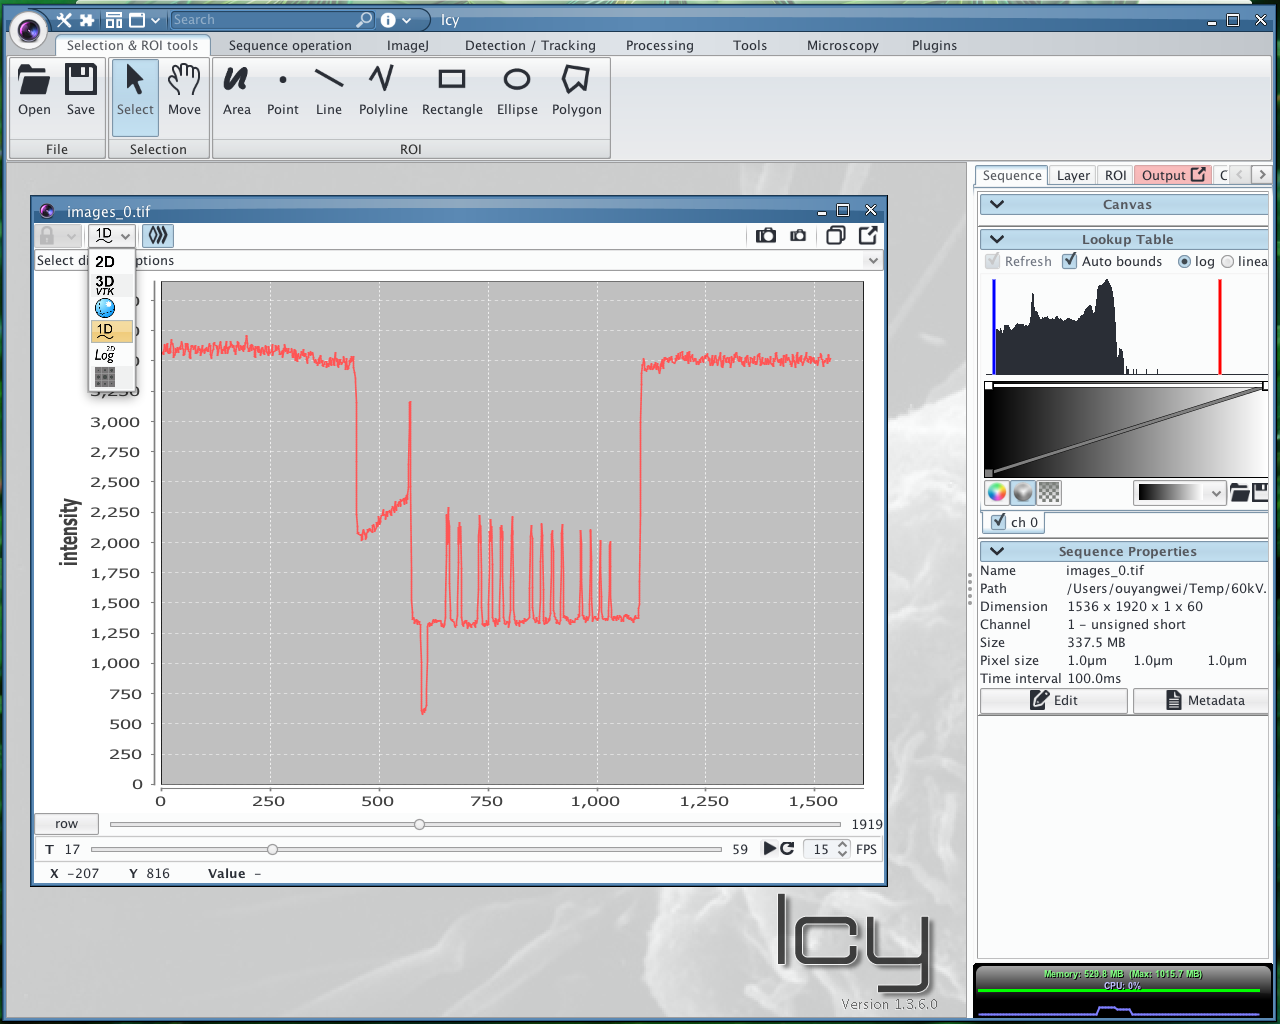 Search
Icy
Selection & ROI tools
Sequence operation
ImageJ
Detection / Tracking
Processing
Tools
Microscopy
Plugins
Open
Save
Select
Move
Area
Point
Line
Polyline
Rectangle
Ellipse
Polygon
File
Selection
ROI
images_0.tif
1D
Select di
ptions
2D
3D
VTK
1D
2D
Log
3,250
3,000
2,750
2,500
2,250
2,000
1,750
1,500
1,250
1,000
750
500
250
0
intensity
0
250
500
750
1,000
1,250
1,500
row
1919
T 17
59
15
FPS
X -207 Y 816 Value -
Icy
Version 1.3.6.0
Sequence
Layer
ROI
Output
C
Canvas
Lookup Table
Refresh
Auto bounds
log
linea
ch 0
Sequence Properties
Name images_0.tif
Path /Users/ouyangwei/Temp/60kV.
Dimension 1536 x 1920 x 1 x 60
Channel 1 - unsigned short
Size 337.5 MB
Pixel size 1.0µm 1.0µm 1.0µm
Time interval 100.0ms
Edit
Metadata
Memory: 529.8 MB (Max: 1015.7 MB)
CPU: 0%